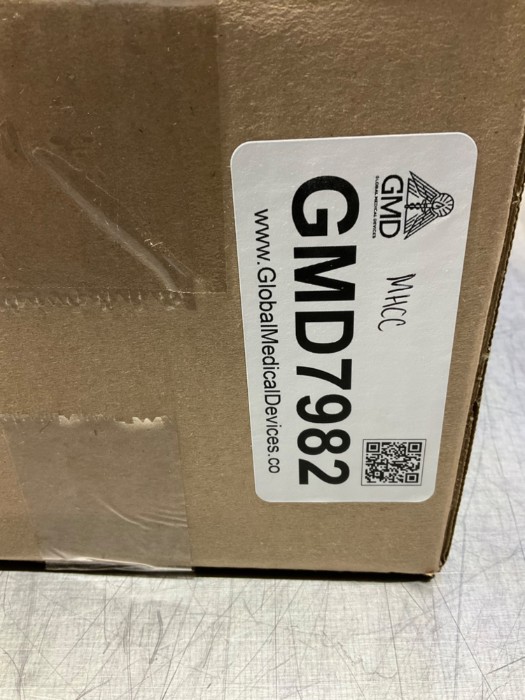 GMD
GLOBAL MEDICAL DEVICES
MHCC
GMD7982
www.GlobalMedicalDevices.co